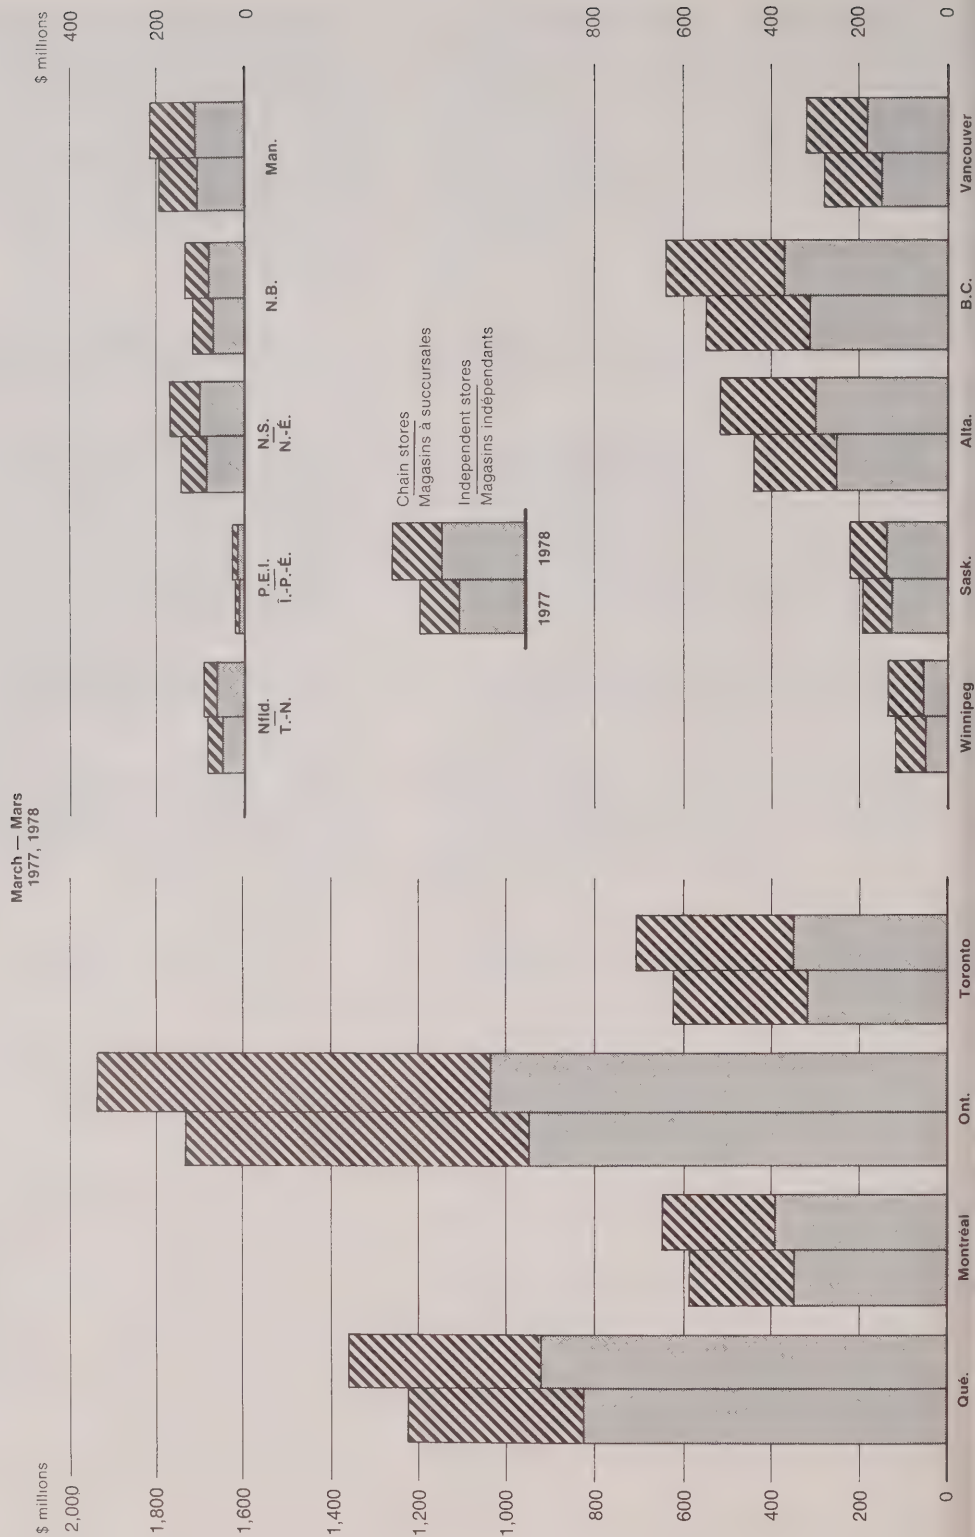 March — Mars
1977, 1978
$ millions
2,000
1,800
1,600
1,400
1,200
1,000
800
600
400
200
0
Qué.
Montréal
Ont.
Toronto
$ millions
400
200
0
Nfld.
T.-N.
P.E.I.
Î.-P.-É.
N.S.
N.-É.
N.B.
Man.
Chain stores
Magasins à succursales
Independent stores
Magasins indépendants
1977
1978
800
600
400
200
0
Winnipeg
Sask.
Alta.
B.C.
Vancouver